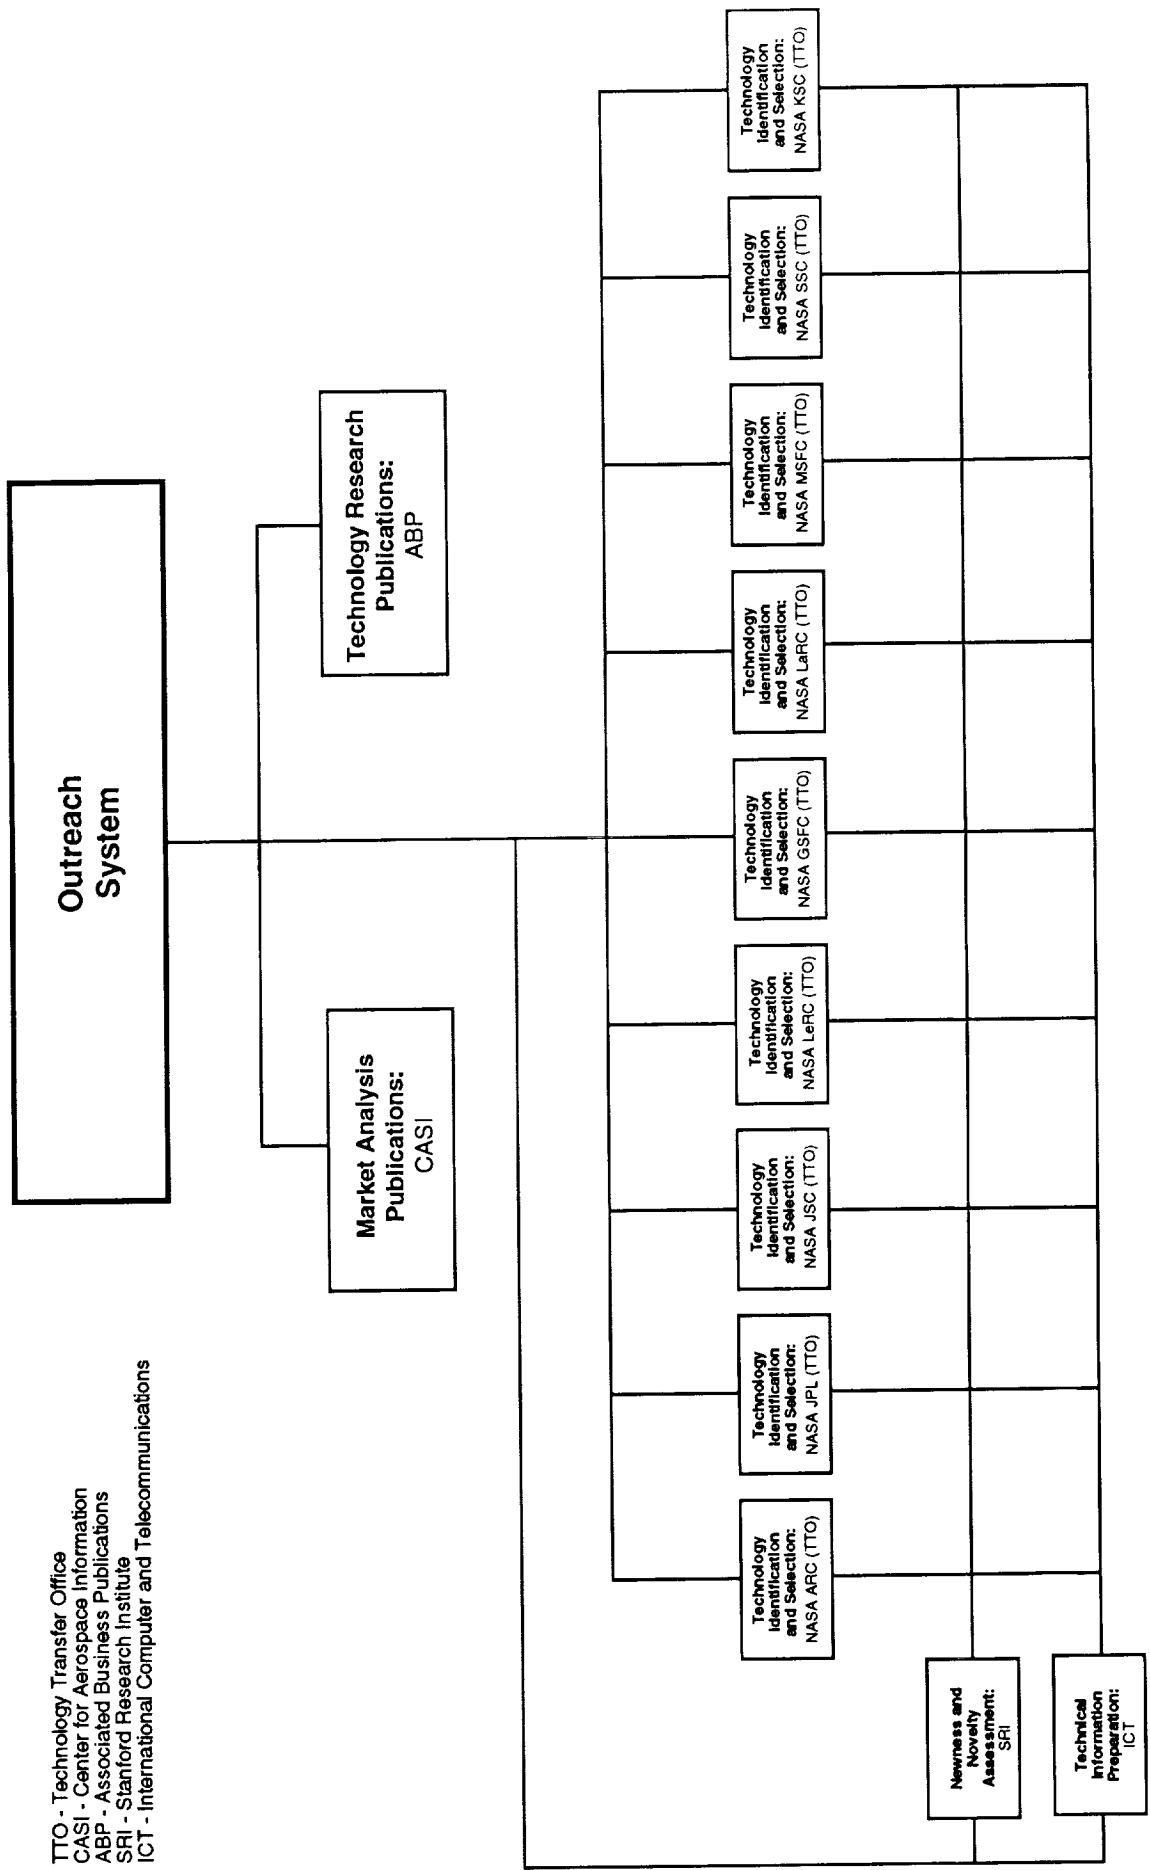 TTO - Technology Transfer Office
CASI - Center for Aerospace Information
ABP - Associated Business Publications
SRI - Stanford Research Institute
ICT - International Computer and Telecommunications
Outreach
System
Market Analysis
Publications:
CASI
Technology Research
Publications:
ABP
Technology
Identification
and Selection:
NASA ARC (TTO)
Technology
Identification
and Selection:
NASA JPL (TTO)
Technology
Identification
and Selection:
NASA JSC (TTO)
Technology
Identification
and Selection:
NASA LeRC (TTO)
Technology
Identification
and Selection:
NASA GSFC (TTO)
Technology
Identification
and Selection:
NASA LaRC (TTO)
Technology
Identification
and Selection:
NASA MSFC (TTO)
Technology
Identification
and Selection:
NASA SSC (TTO)
Technology
Identification
and Selection:
NASA KSC (TTO)
Newness and
Novelty
Assessment:
SRI
Technical
Information
Preparation:
ICT